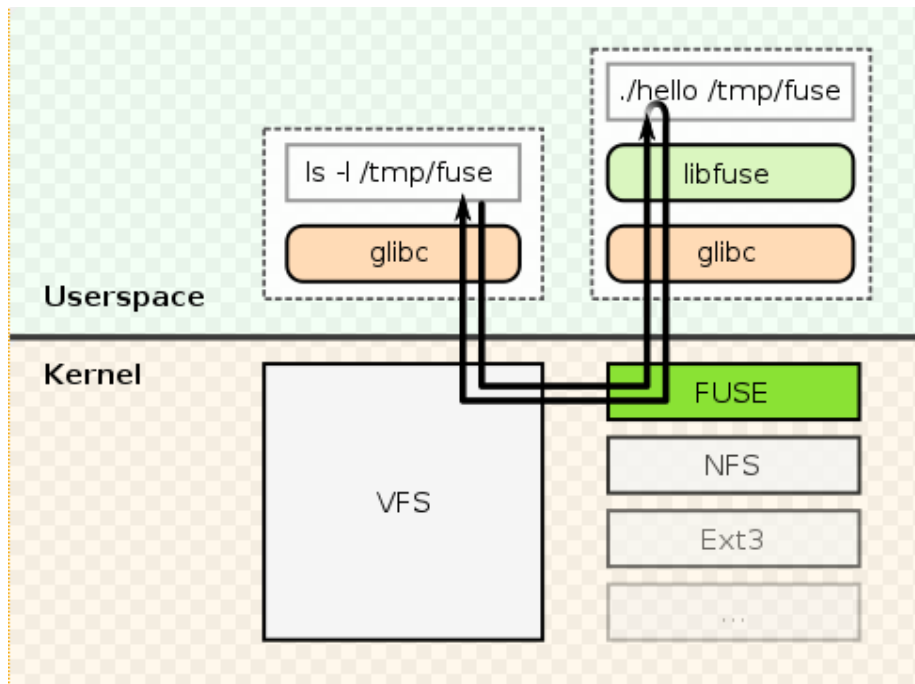 ./hello /tmp/fuse
ls -l /tmp/fuse
libfuse
glibc
glibc
Userspace
Kernel
FUSE
NFS
VFS
Ext3
...